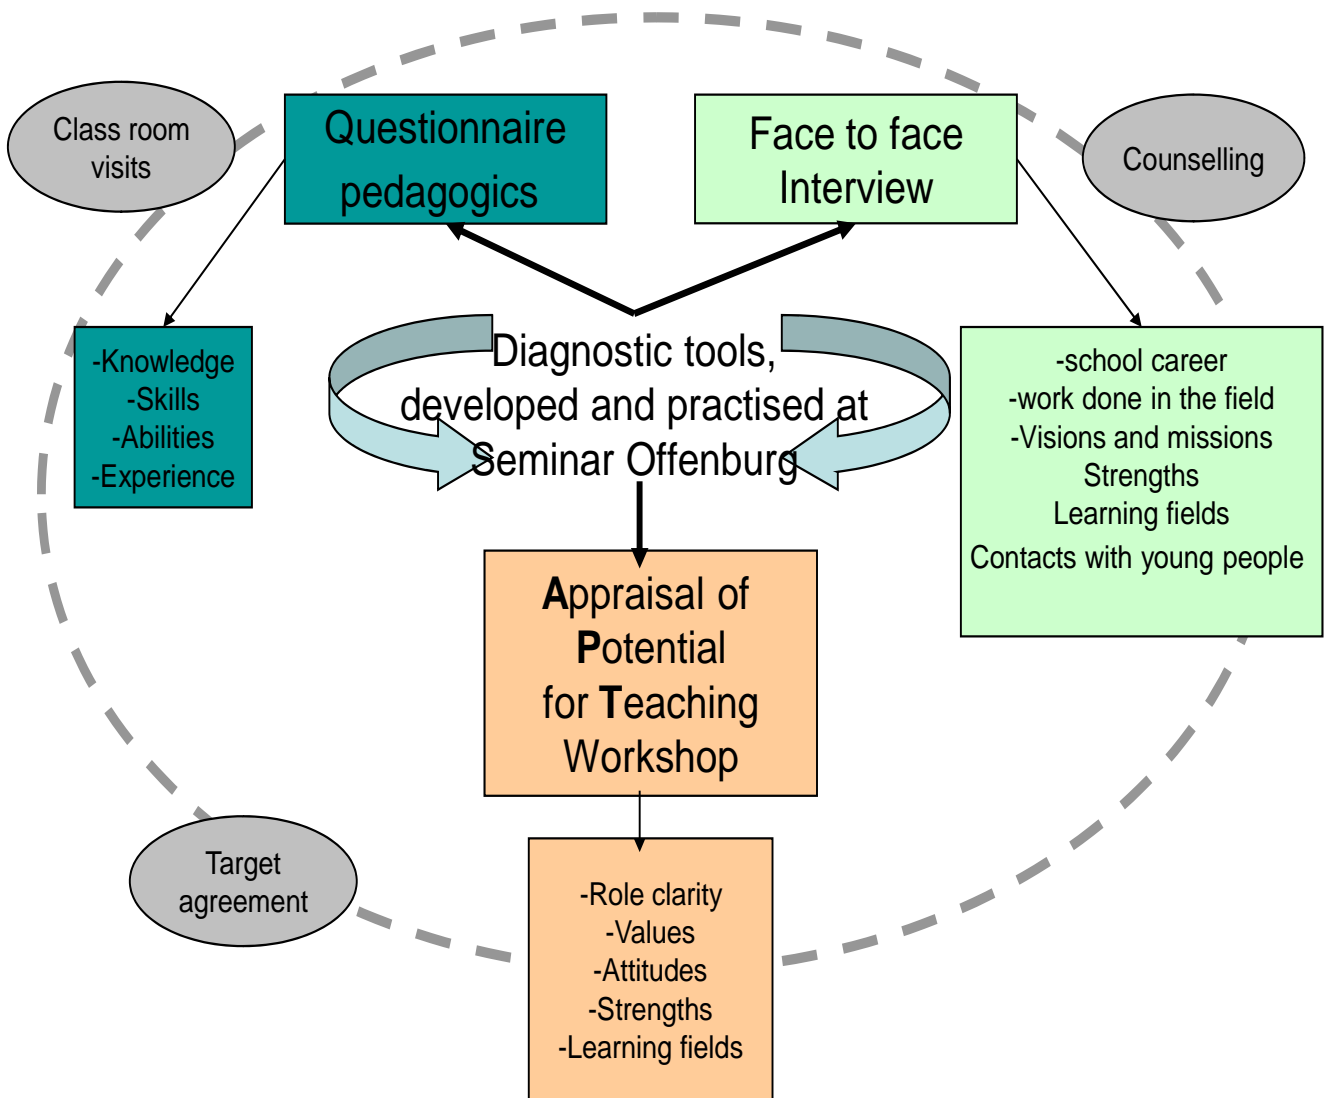 Class room
visits
Questionnaire
pedagogics
Face to face
Interview
Counselling
-Knowledge
-Skills
-Abilities
-Experience
Diagnostic tools,
developed and practised at
Seminar Offenburg
-school career
-work done in the field
-Visions and missions
Strengths
Learning fields
Contacts with young people
Appraisal of
Potential
for Teaching
Workshop
Target
agreement
-Role clarity
-Values
-Attitudes
-Strengths
-Learning fields